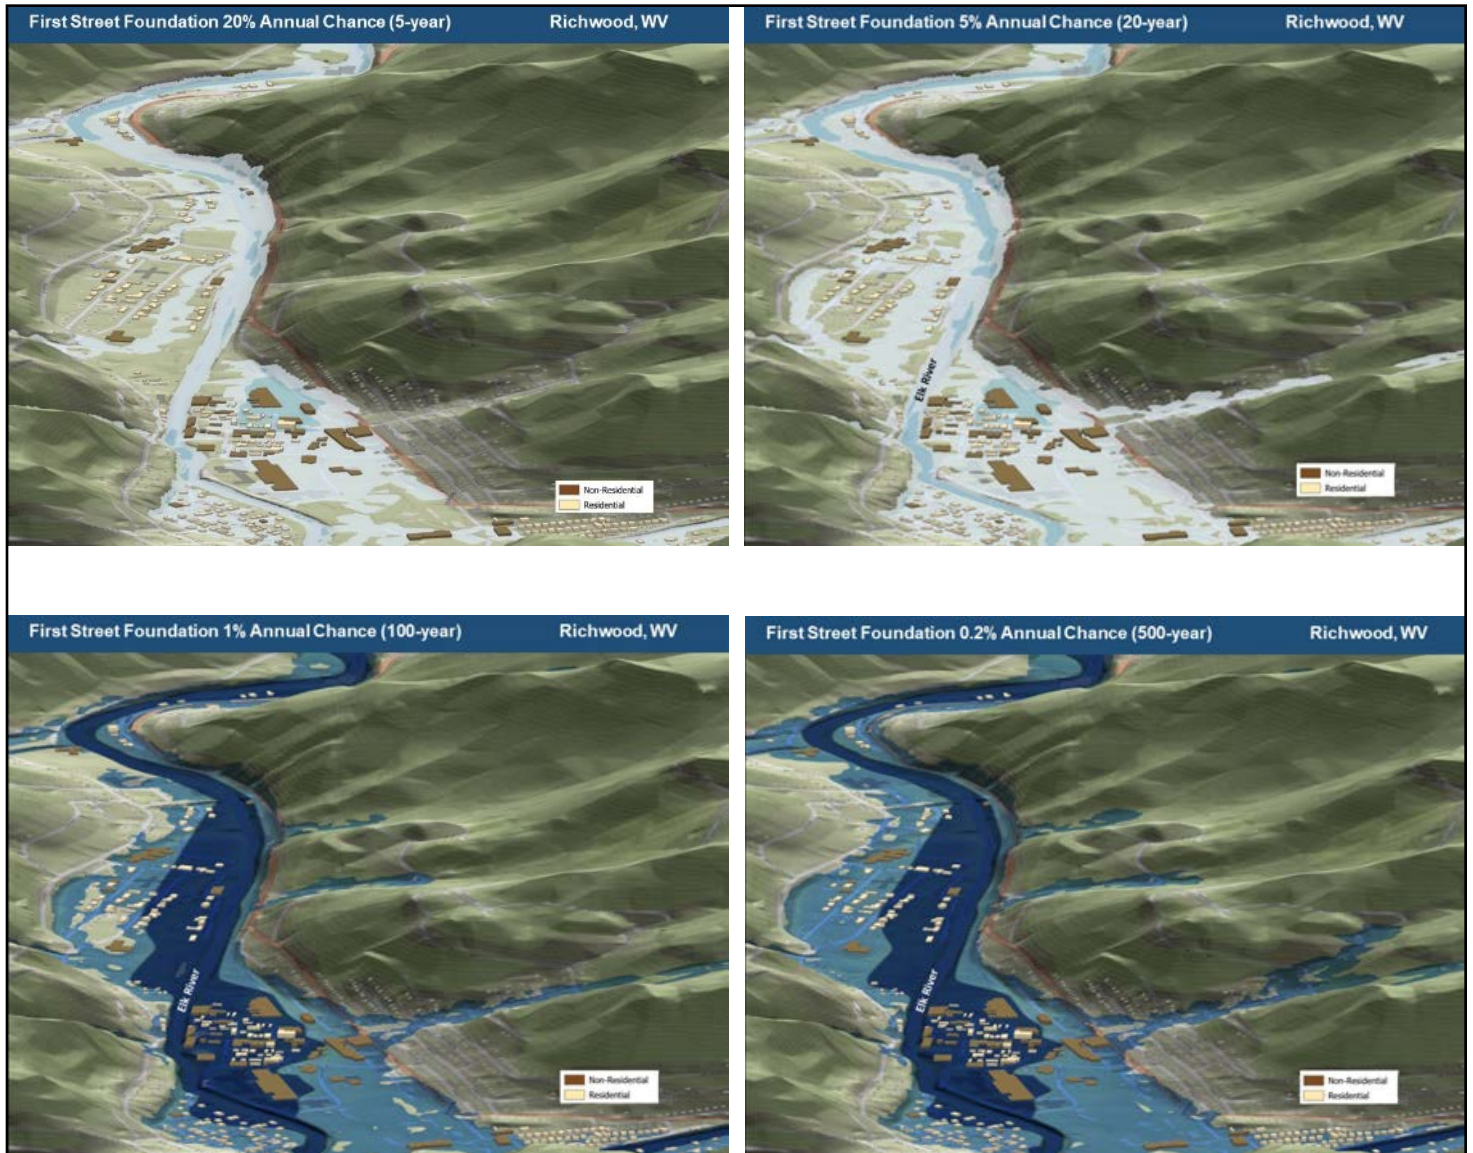 First Street Foundation 20% Annual Chance (5-year) Richwood, WV
Non-Residential
Residential
First Street Foundation 5% Annual Chance (20-year) Richwood, WV
Elk River
Non-Residential
Residential
First Street Foundation 1% Annual Chance (100-year) Richwood, WV
Elk River
Non-Residential
Residential
First Street Foundation 0.2% Annual Chance (500-year) Richwood, WV
Elk River
Non-Residential
Residential